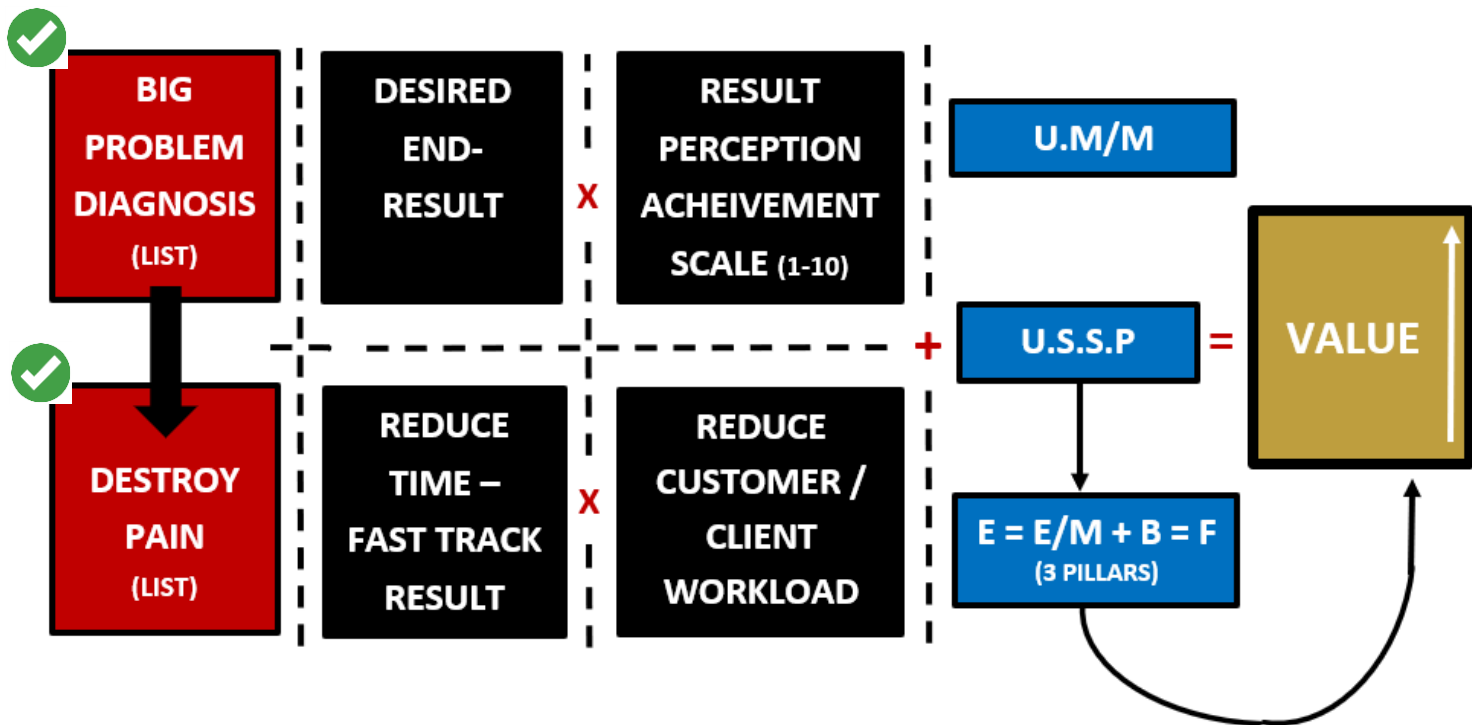 BIG
PROBLEM
DIAGNOSIS
(LIST)
DESIRED
END-
RESULT
X
RESULT
PERCEPTION
ACHEIVEMENT
SCALE (1-10)
U.M/M
+
U.S.S.P
=
VALUE
DESTROY
PAIN
(LIST)
REDUCE
TIME –
FAST TRACK
RESULT
X
REDUCE
CUSTOMER /
CLIENT
WORKLOAD
E = E/M + B = F
(3 PILLARS)